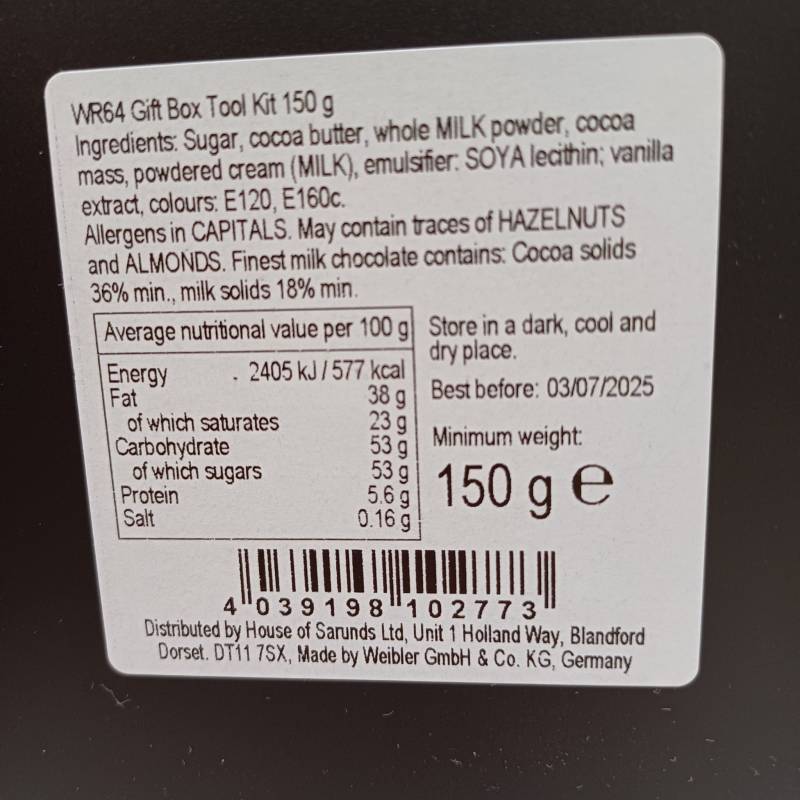 WR64 Gift Box Tool Kit 150 g
Ingredients: Sugar, cocoa butter, whole MILK powder, cocoa
mass, powdered cream (MILK), emulsifier: SOYA lecithin; vanilla
extract, colours: E120, E160c.
Allergens in CAPITALS. May contain traces of HAZELNUTS
and ALMONDS. Finest milk chocolate contains: Cocoa solids
36% min., milk solids 18% min.
Average nutritional value per 100 g
Energy 2405 kJ / 577 kcal
Fat 38 g
of which saturates 23 g
Carbohydrate 53 g
of which sugars 53 g
Protein 5.6 g
Salt 0.16 g
Store in a dark, cool and
dry place.
Best before: 03/07/2025
Minimum weight:
150 g e
4 039198 102773
Distributed by House of Sarunds Ltd, Unit 1 Holland Way, Blandford
Dorset. DT11 7SX, Made by Weibler GmbH & Co. KG, Germany